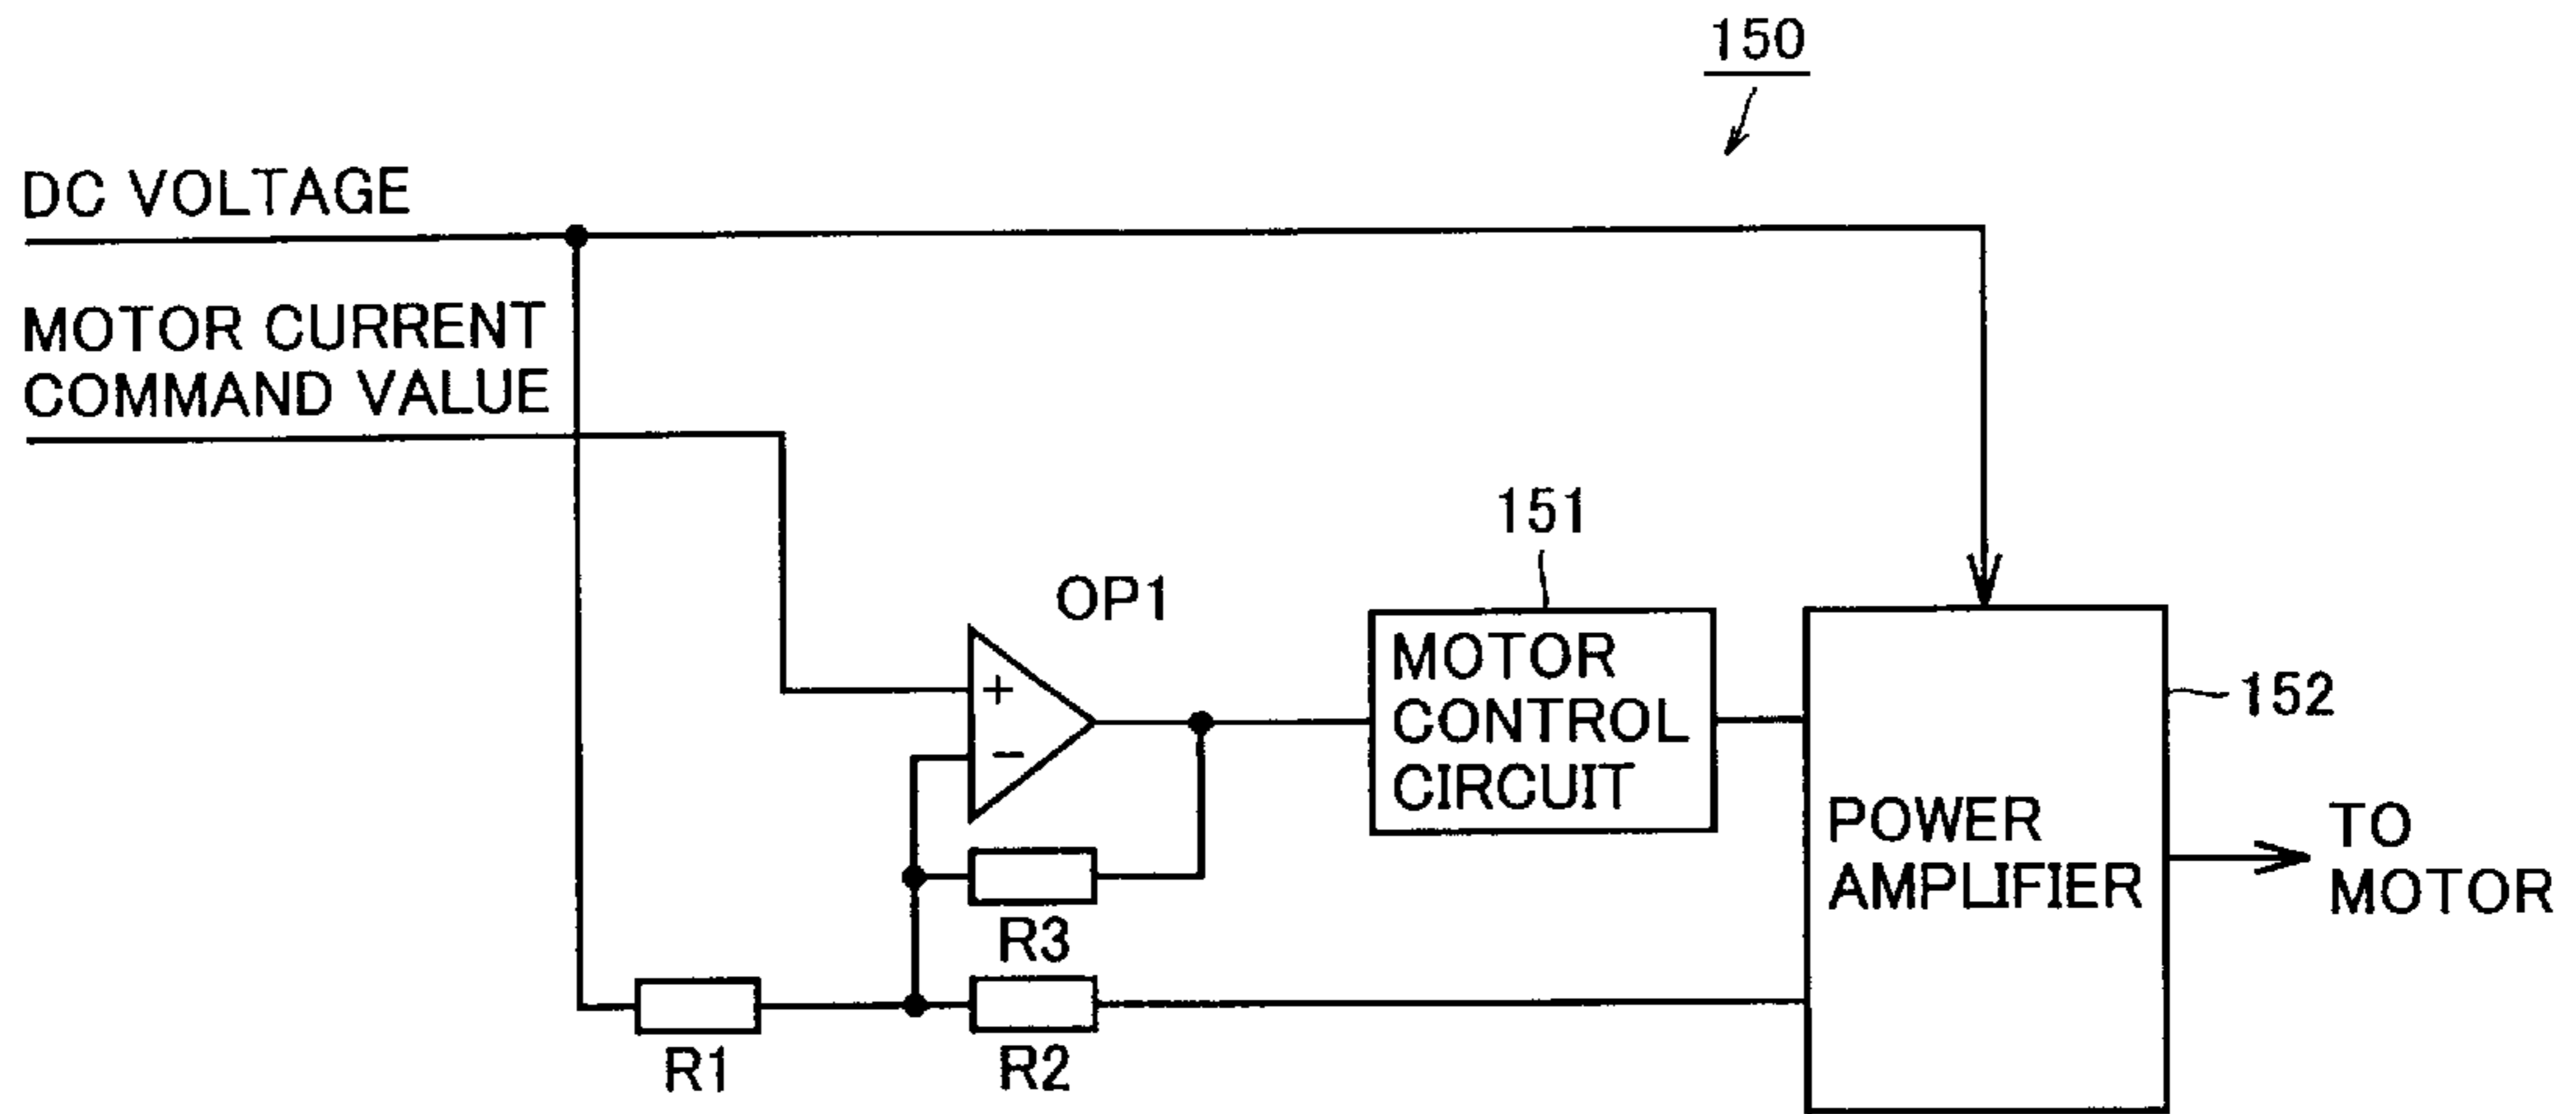 150
DC VOLTAGE
MOTOR CURRENT
COMMAND VALUE
151
OP1
+
−
MOTOR
CONTROL
CIRCUIT
152
POWER
AMPLIFIER
TO
MOTOR
R3
R1
R2